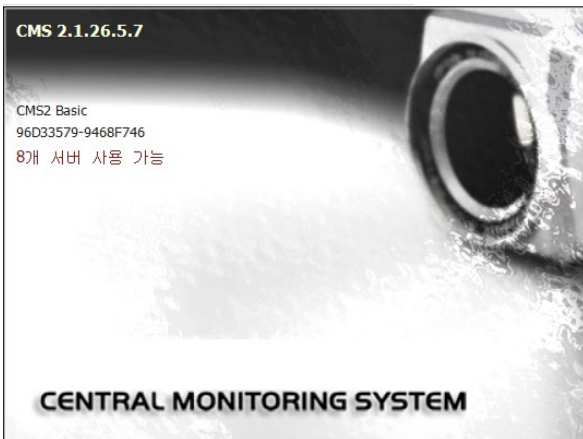 CMS 2.1.26.5.7
CMS2 Basic
96D33579-9468F746
8개 서버 사용 가능
CENTRAL MONITORING SYSTEM